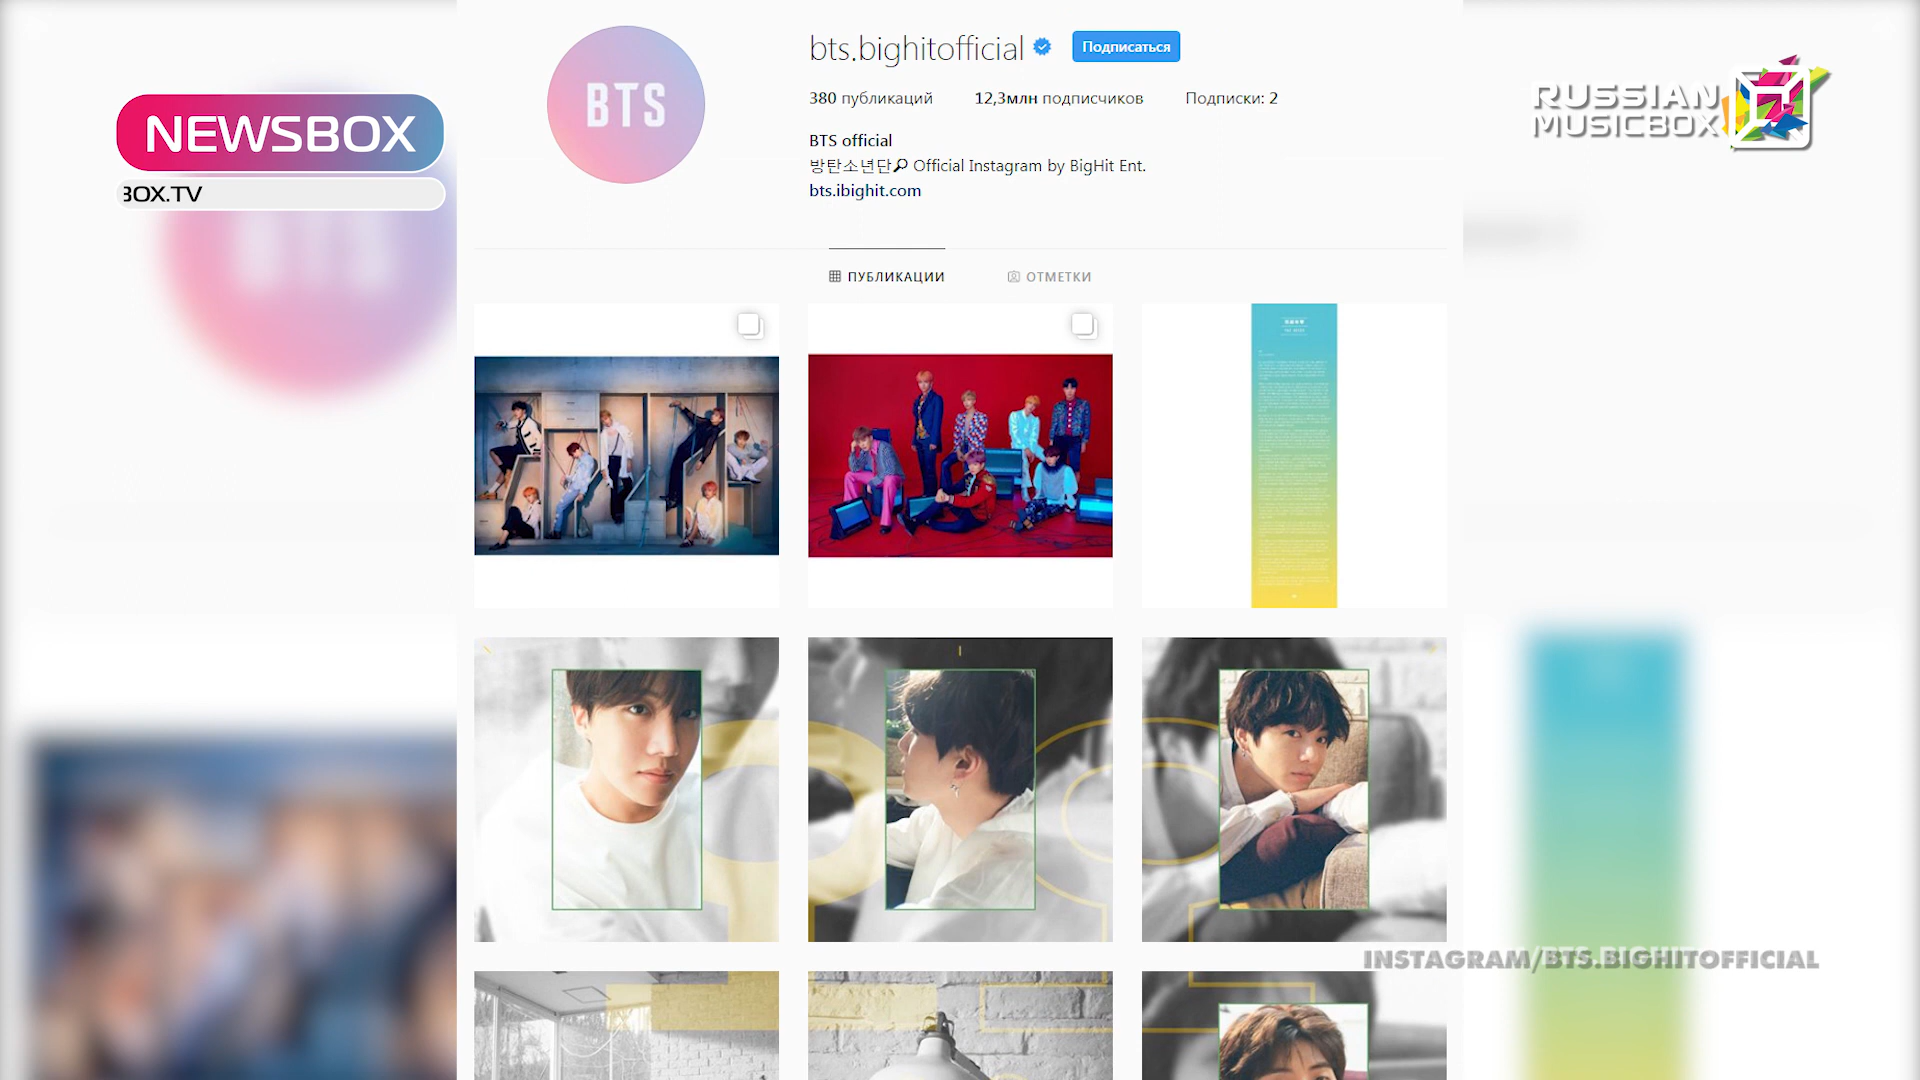 NEWSBOX
BOX.TV
BTS
bts.bighitofficial
Подписаться
380 публикаций
12,3млн подписчиков
Подписки: 2
BTS official
방탄소년단 Official Instagram by BigHit Ent.
bts.ibighit.com
RUSSIAN
MUSICBOX
ПУБЛИКАЦИИ
ОТМЕТКИ
INSTAGRAM/BTS.BIGHITOFFICIAL